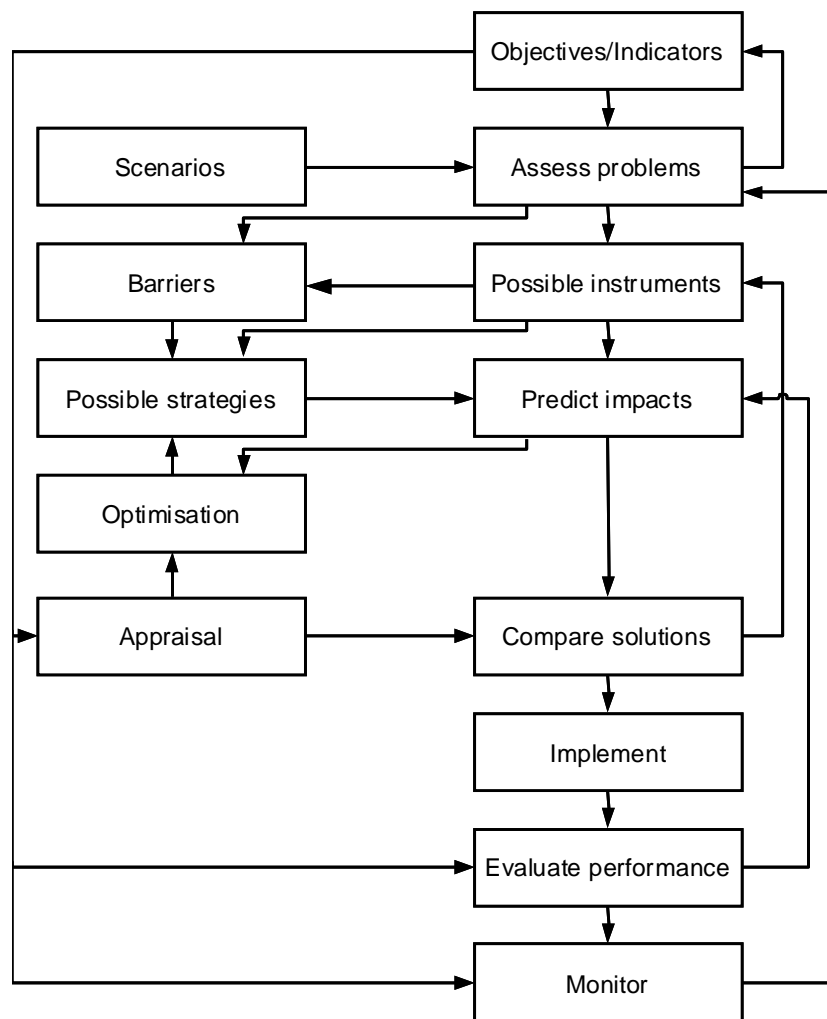 Objectives/Indicators
Scenarios
Assess problems
Barriers
Possible instruments
Possible strategies
Predict impacts
Optimisation
Appraisal
Compare solutions
Implement
Evaluate performance
Monitor